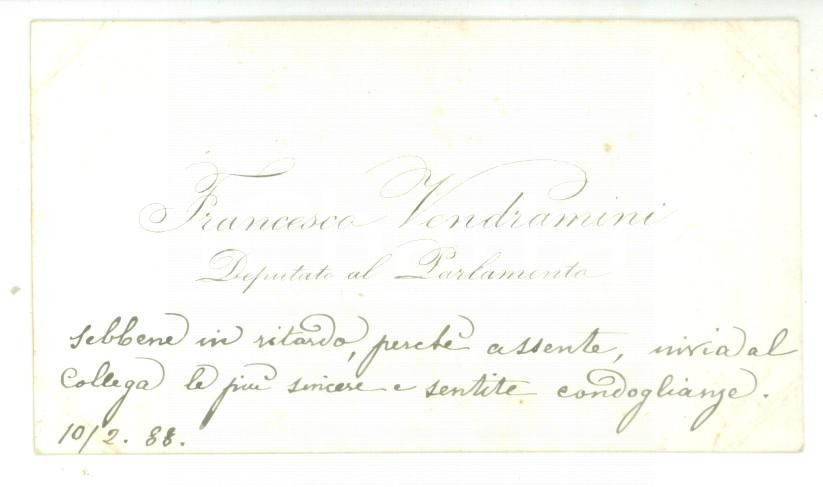 Francesco Vendramini
Deputato al Parlamento
sebbene in ritardo, perchè assente, invia al
Collega le più sincere e sentite condoglianze.
10/2. 88.